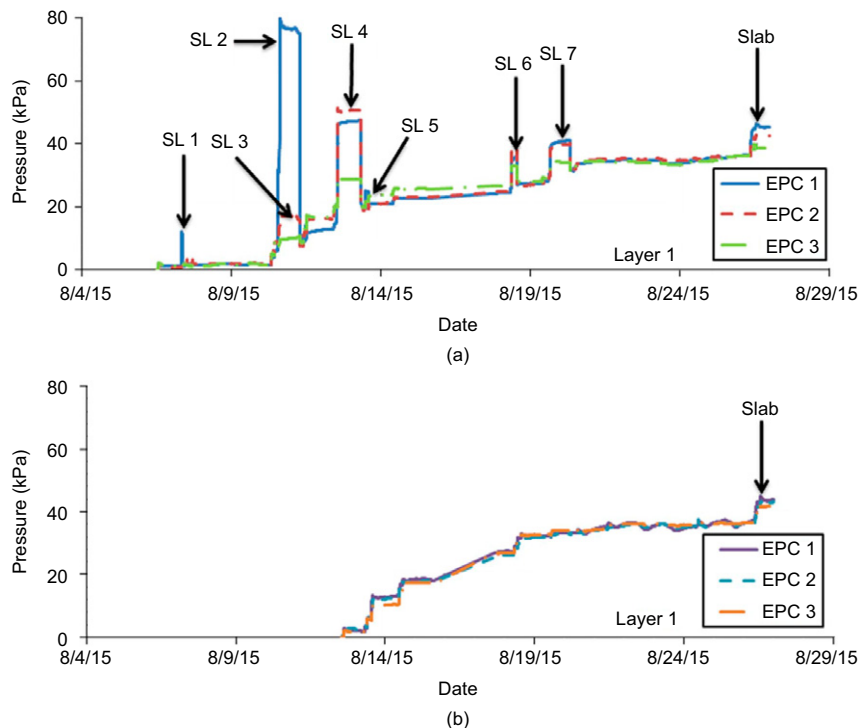 80
60
40
20
0
Pressure (kPa)
SL 1
SL 2
SL 3
SL 4
SL 5
SL 6
SL 7
Slab
EPC 1
EPC 2
EPC 3
Layer 1
8/4/15 8/9/15 8/14/15 8/19/15 8/24/15 8/29/15
Date
(a)
80
60
40
20
0
Pressure (kPa)
Slab
EPC 1
EPC 2
EPC 3
Layer 1
8/4/15 8/9/15 8/14/15 8/19/15 8/24/15 8/29/15
Date
(b)